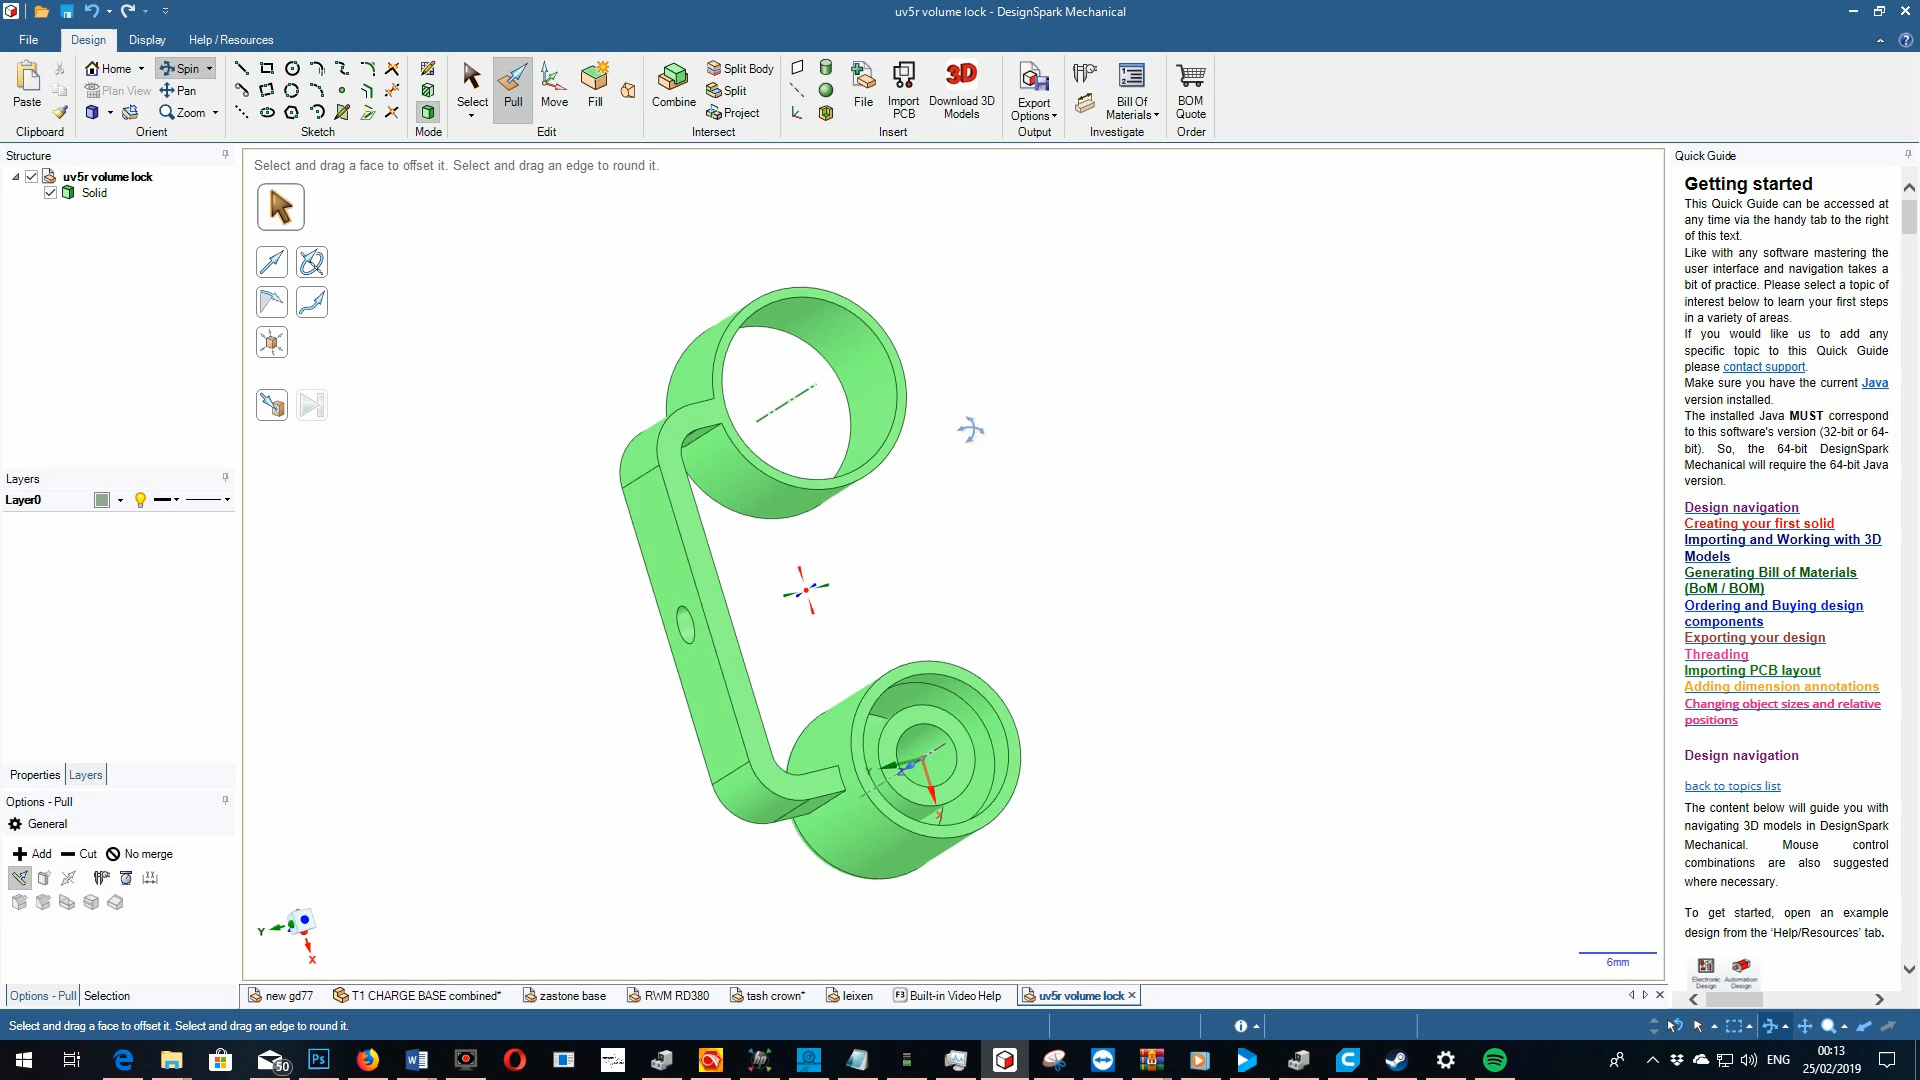 uv5r volume lock - DesignSpark Mechanical
File
Design
Display
Help / Resources
Paste
Home
Plan View
Spin
Pan
Zoom
Select
Pull
Move
Fill
Combine
Split Body
Split
Project
File
Import
PCB
Download 3D
Models
Export
Options
Bill Of
Materials
BOM
Quote
Clipboard
Orient
Sketch
Mode
Edit
Intersect
Insert
Output
Investigate
Order
Structure
uv5r volume lock
Solid
Layers
Layer0
Properties
Layers
Options - Pull
General
Add
Cut
No merge
Options - Pull
Selection
Select and drag a face to offset it. Select and drag an edge to round it.
Y
Z
X
Y
X
6mm
Quick Guide
Getting started
This Quick Guide can be accessed at
any time via the handy tab to the right
of this text.
Like with any software mastering the
user interface and navigation takes a
bit of practice. Please select a topic of
interest below to learn your first steps
in a variety of areas.
If you would like us to add any
specific topic to this Quick Guide
please contact support.
Make sure you have the current Java
version installed.
The installed Java MUST correspond
to this software's version (32-bit or 64-
bit). So, the 64-bit DesignSpark
Mechanical will require the 64-bit Java
version.
Design navigation
Creating your first solid
Importing and Working with 3D
Models
Generating Bill of Materials
(BoM / BOM)
Ordering and Buying design
components
Exporting your design
Threading
Importing PCB layout
Adding dimension annotations
Changing object sizes and relative
positions
Design navigation
back to topics list
The content below will guide you with
navigating 3D models in DesignSpark
Mechanical. Mouse control
combinations are also suggested
where necessary.
To get started, open an example
design from the 'Help/Resources' tab.
Electronic
Design
Automation
Design
new gd77
T1 CHARGE BASE combined*
zastone base
RWM RD380
tash crown*
leixen
F3 Built-in Video Help
uv5r volume lock
Select and drag a face to offset it. Select and drag an edge to round it.
50
Ps
ENG
00:13
25/02/2019